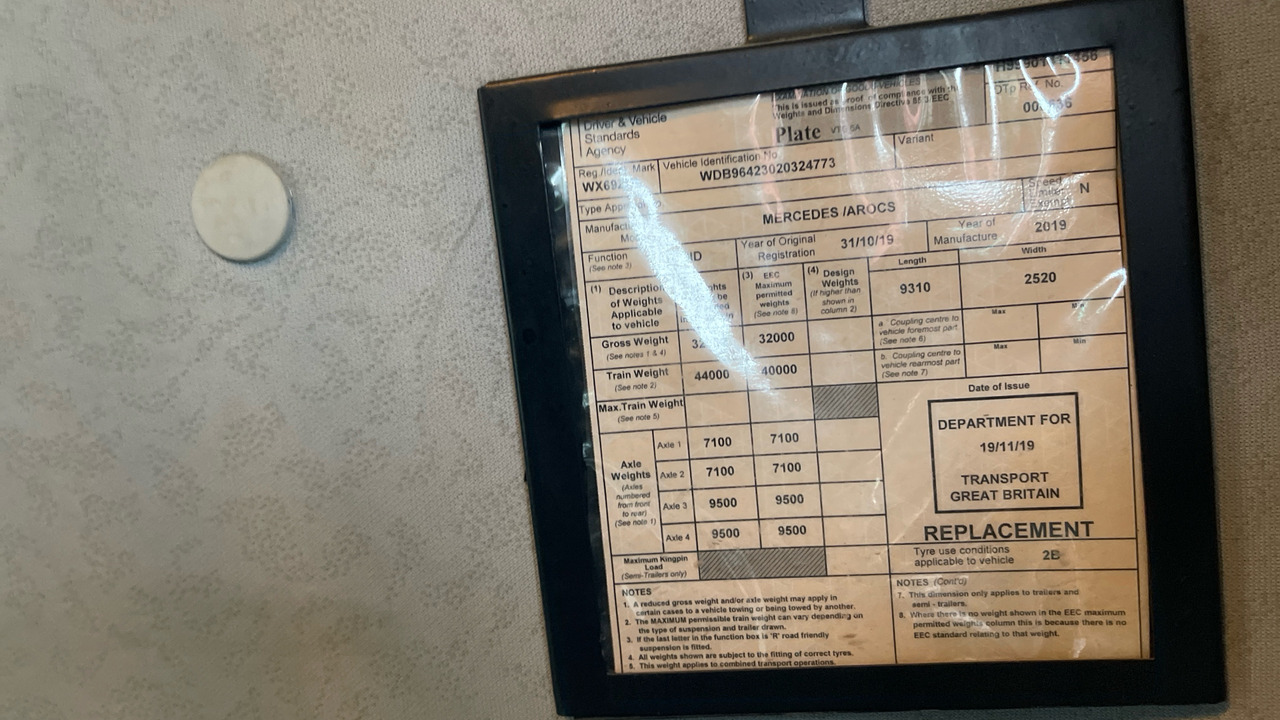 This is issued as proof of compliance with the
Weights and Dimensions Directive 85/3/EEC
DTp Ref. No.
Driver & Vehicle
Standards
Agency
Plate
Variant
Reg./Ident. Mark
Vehicle Identification No.
WDB96423020324773
WX69
Type
Speed
N
Manufacture
MERCEDES /AROCS
Year of
Manufacture
2019
Function
(See note 3)
Year of Original
Registration
31/10/19
Length
Width
9310
2520
(1) Description
of Weights
Applicable
to vehicle
(3) EEC
Maximum
permitted
weights
(See note 8)
(4) Design
Weights
(If higher than
shown in
column 2)
Gross Weight
(See notes 1 & 4)
32000
a. Coupling centre to
vehicle foremost part
(See note 6)
Max
Min
Train Weight
(See note 2)
44000
40000
b. Coupling centre to
vehicle rearmost part
(See note 7)
Max
Min
Max.Train Weight
(See note 5)
Date of Issue
DEPARTMENT FOR
19/11/19
TRANSPORT
GREAT BRITAIN
REPLACEMENT
Axle
Weights
(Axles
numbered
from front
to rear)
(See note 1)
Axle 1 7100 7100
Axle 2 7100 7100
Axle 3 9500 9500
Axle 4 9500 9500
Maximum Kingpin
Load
(Semi-Trailers only)
Tyre use conditions
applicable to vehicle
2B
NOTES
1. A reduced gross weight and/or axle weight may apply in
certain cases to a vehicle towing or being towed by another.
2. The MAXIMUM permissible train weight can vary depending on
the type of suspension and trailer drawn.
3. If the last letter in the function box is 'R' road friendly
suspension is fitted.
4. All weights shown are subject to the fitting of correct tyres.
5. This weight applies to combined transport operations.
NOTES (Cont'd)
7. This dimension only applies to trailers and
semi - trailers.
8. Where there is no weight shown in the EEC maximum
permitted weights column this is because there is no
EEC standard relating to that weight.